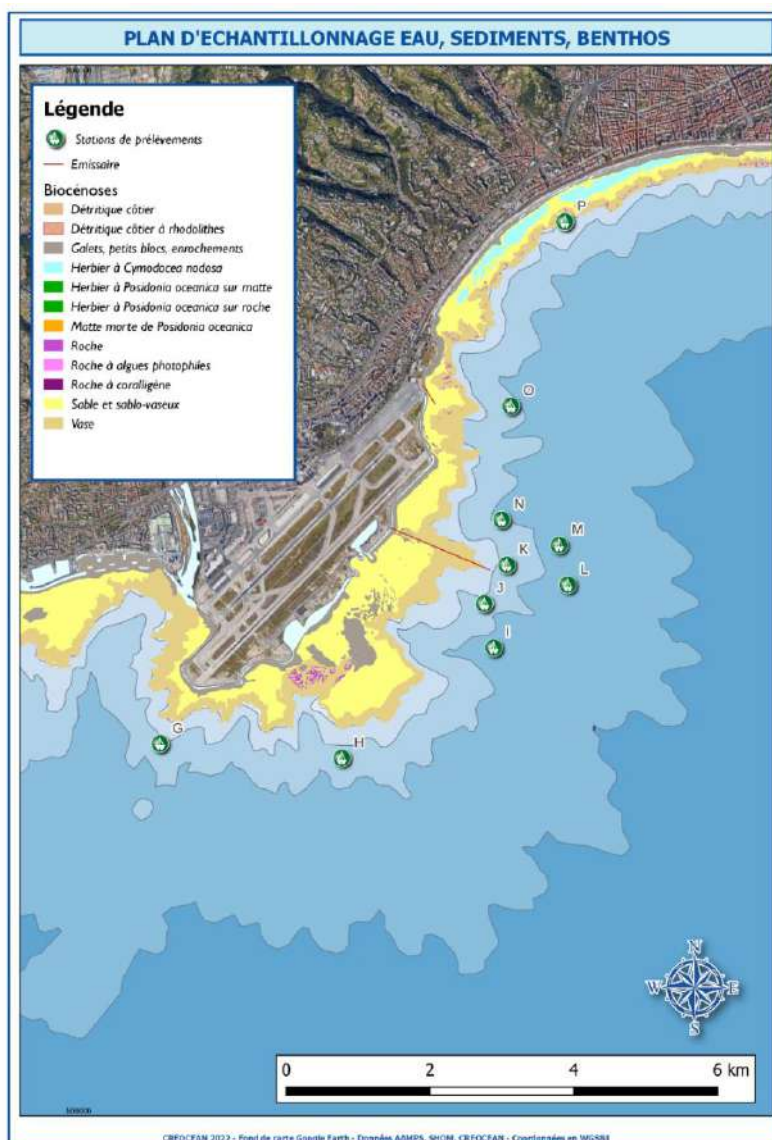 PLAN D'ECHANTILLONNAGE EAU, SEDIMENTS, BENTHOS
Légende
Stations de prélèvements
Emissaire
Biocénoses
Détritique côtier
Détritique côtier à rhodolithes
Galets, petits blocs, enrochements
Herbier à Cymodocea nodosa
Herbier à Posidonia oceanica sur matte
Herbier à Posidonia oceanica sur roche
Matte morte de Posidonia oceanica
Roche
Roche à algues photophiles
Roche à coralligène
Sable et sablo-vaseux
Vase
P
O
N
M
K
L
J
I
G
H
N
W E
S
0 2 4 6 km
CREOCEAN 2022 - Fond de carte Google Earth - Données AAMPS, SHOM, CREOCEAN - Coordonnées en WGS84